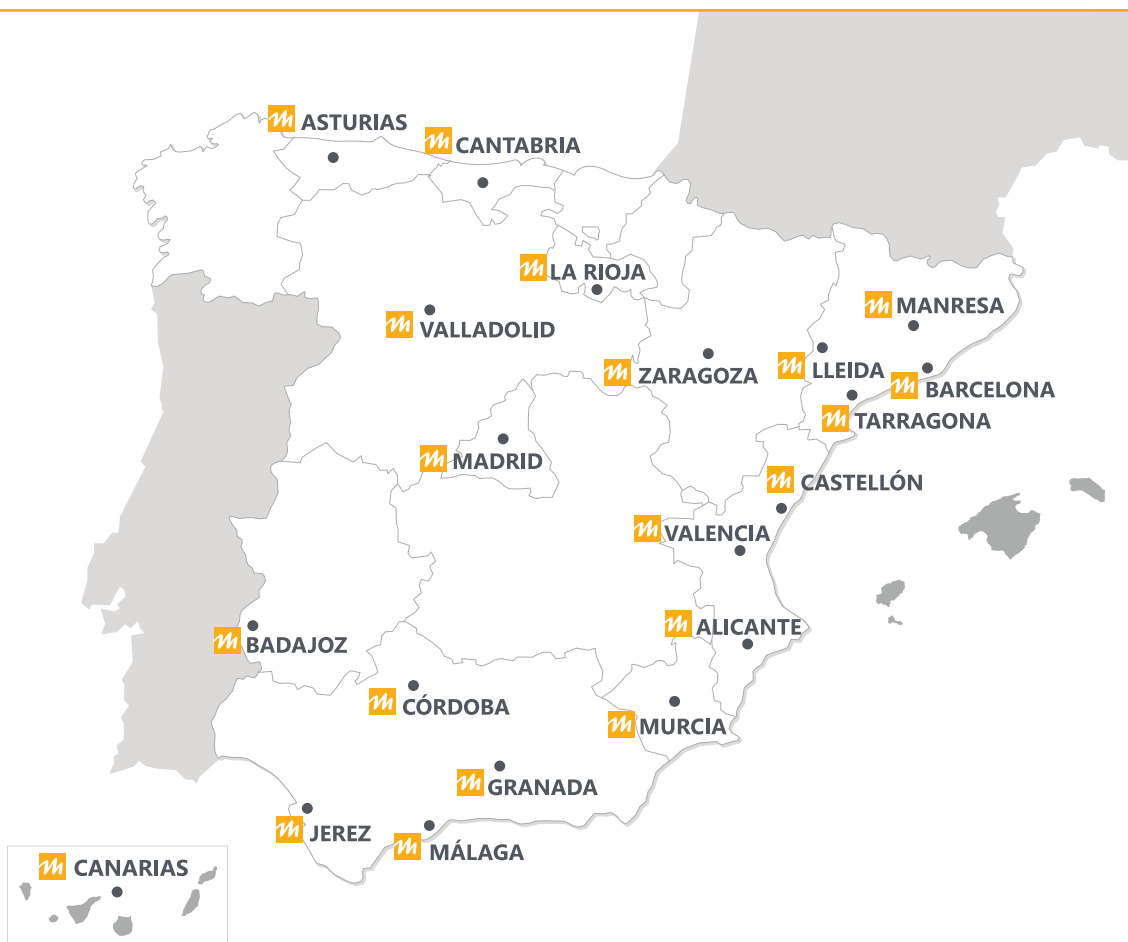 ASTURIAS
CANTABRIA
LA RIOJA
MANRESA
VALLADOLID
ZARAGOZA
LLEIDA
BARCELONA
TARRAGONA
MADRID
CASTELLÓN
VALENCIA
ALICANTE
BADAJOZ
CÓRDOBA
MURCIA
GRANADA
JEREZ
MÁLAGA
CANARIAS